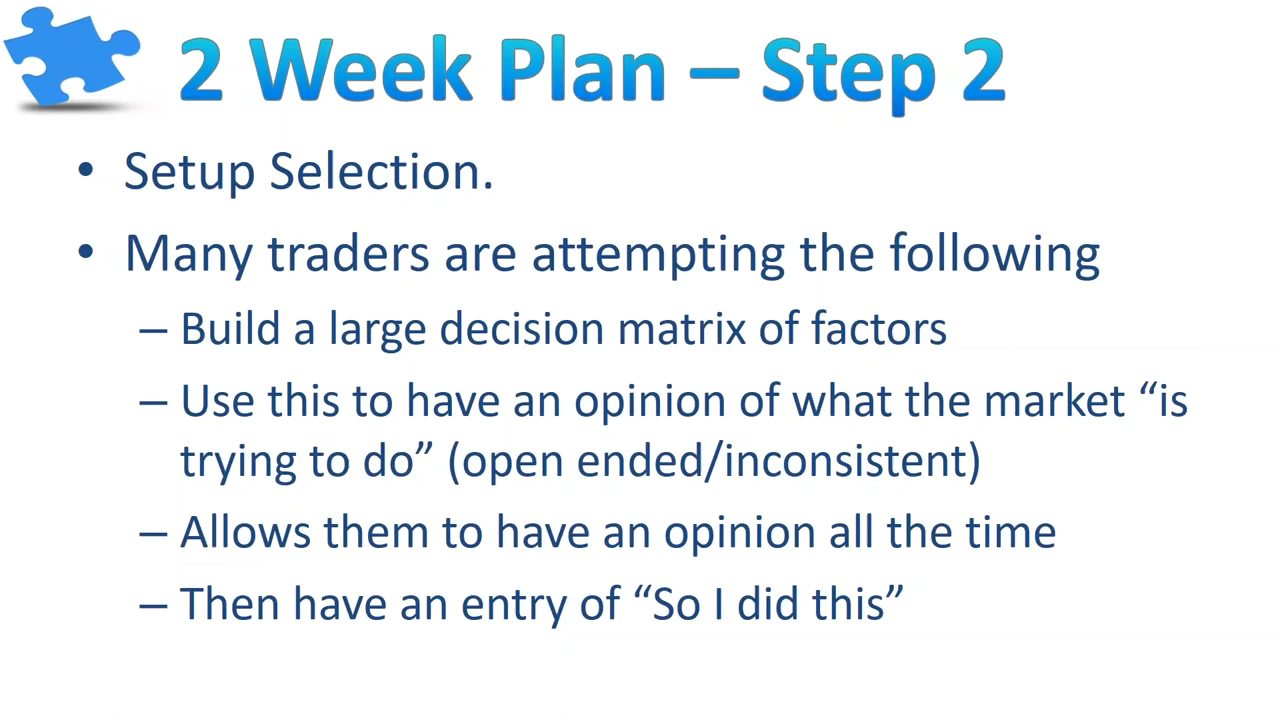 2 Week Plan – Step 2
• Setup Selection.
• Many traders are attempting the following
– Build a large decision matrix of factors
– Use this to have an opinion of what the market “is
trying to do” (open ended/inconsistent)
– Allows them to have an opinion all the time
– Then have an entry of “So I did this”